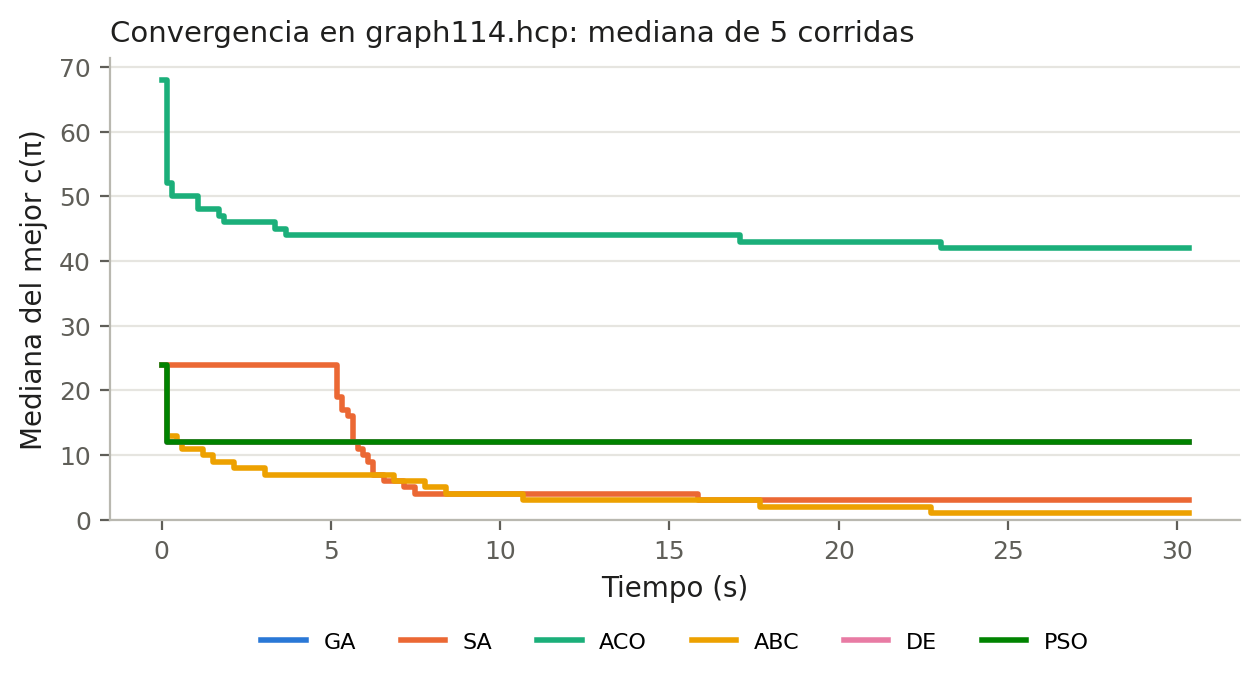 Convergencia en graph114.hcp: mediana de 5 corridas
Mediana del mejor c(π)
70
60
50
40
30
20
10
0
0 5 10 15 20 25 30
Tiempo (s)
GA SA ACO ABC DE PSO